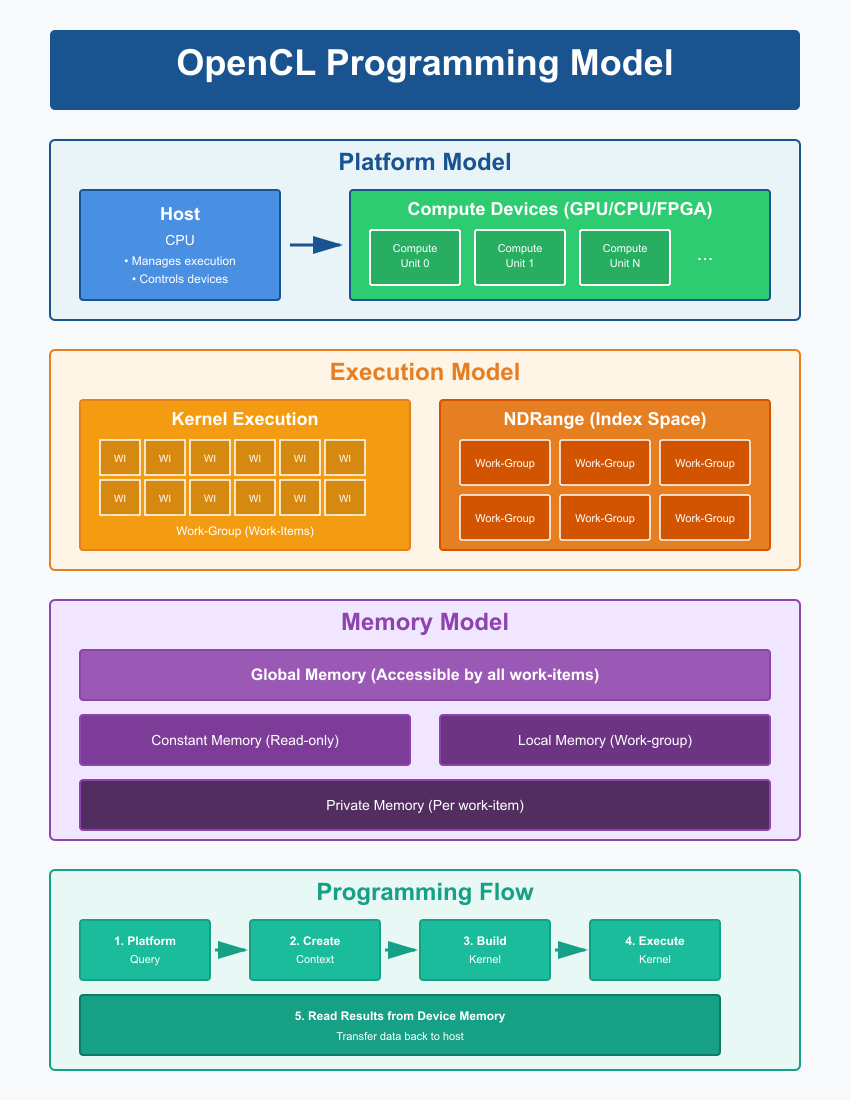 OpenCL Programming Model
Platform Model
Host
CPU
• Manages execution
• Controls devices
Compute Devices (GPU/CPU/FPGA)
Compute
Unit 0
Compute
Unit 1
Compute
Unit N
...
Execution Model
Kernel Execution
WI WI WI WI WI WI
WI WI WI WI WI WI
Work-Group (Work-Items)
NDRange (Index Space)
Work-Group Work-Group Work-Group
Work-Group Work-Group Work-Group
Memory Model
Global Memory (Accessible by all work-items)
Constant Memory (Read-only)
Local Memory (Work-group)
Private Memory (Per work-item)
Programming Flow
1. Platform
Query
2. Create
Context
3. Build
Kernel
4. Execute
Kernel
5. Read Results from Device Memory
Transfer data back to host